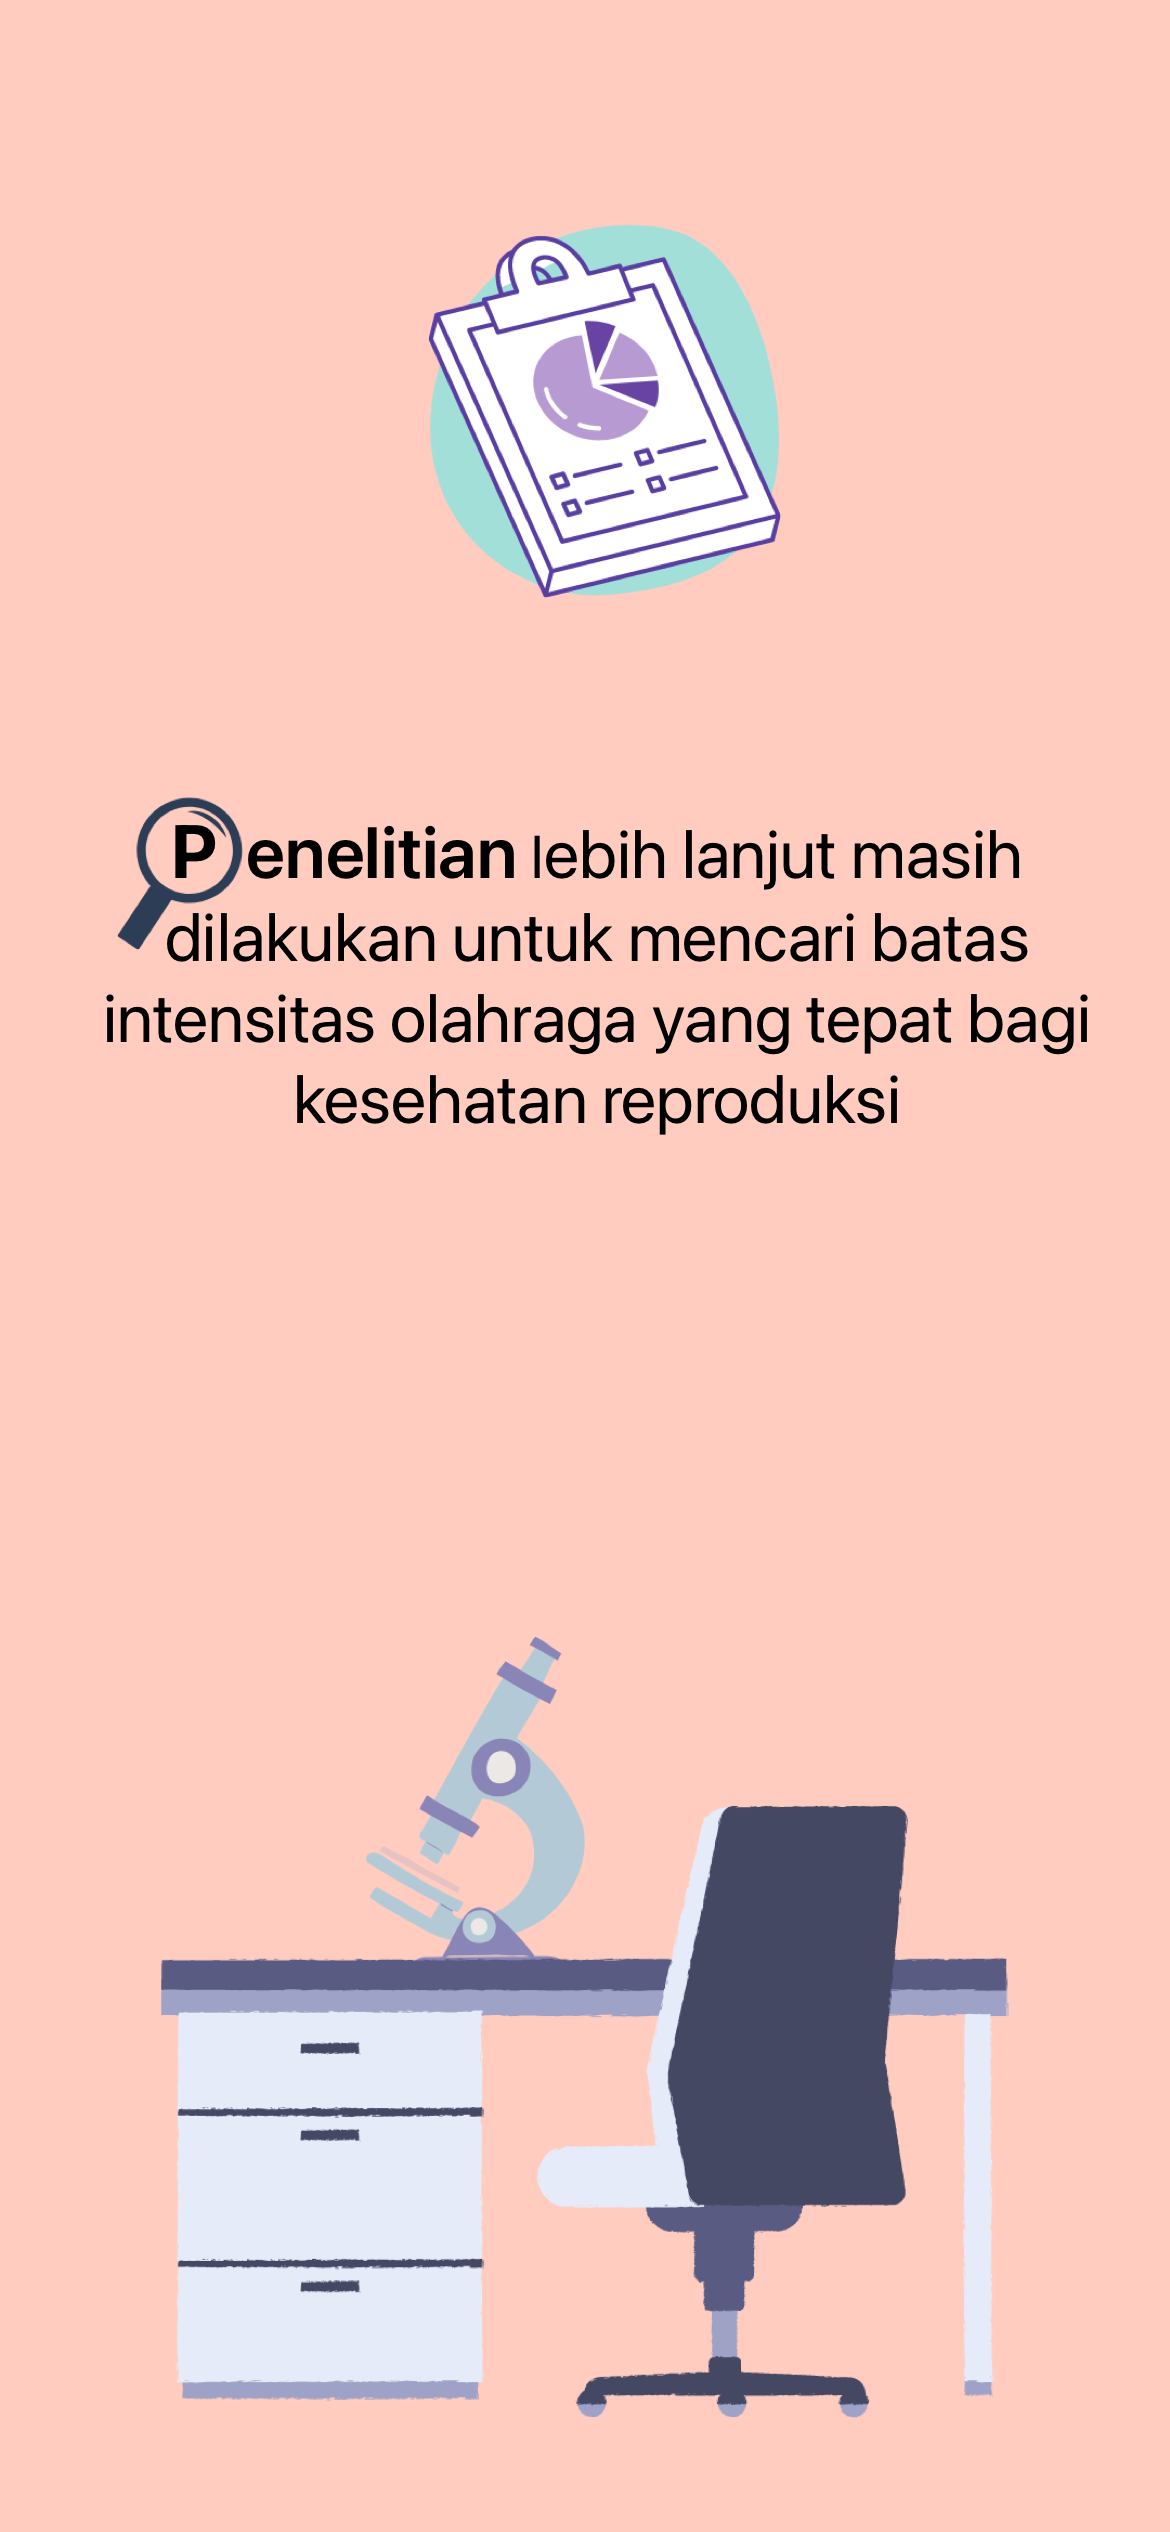 Penelitian lebih lanjut masih
dilakukan untuk mencari batas
intensitas olahraga yang tepat bagi
kesehatan reproduksi